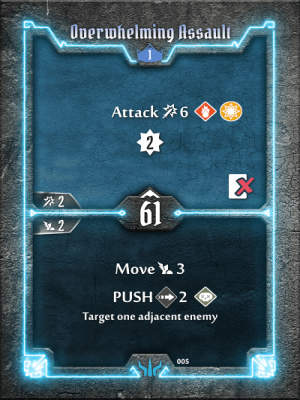 Overwhelming Assault
1
Attack 6
2
2
61
2
Move 3
PUSH 2
Target one adjacent enemy
005